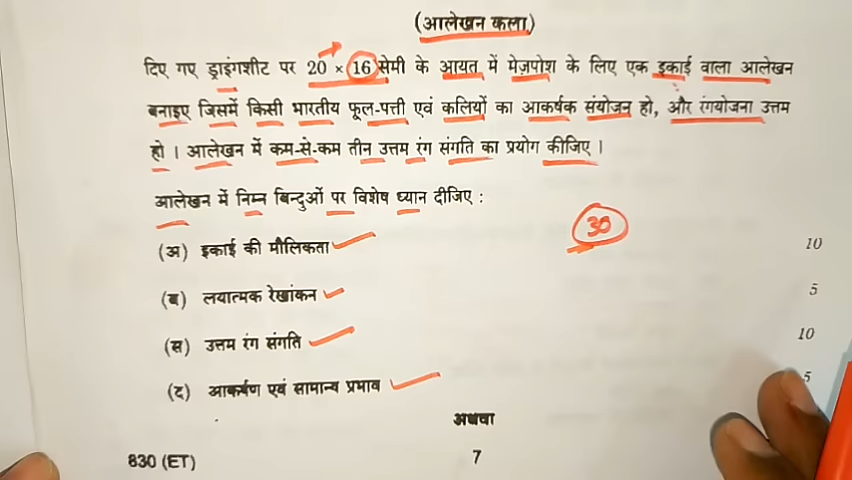 (आलेखन कला)
दिए गए ड्राइंगशीट पर 20 × 16 सेमी के आयत में मेज़पोश के लिए एक इकाई वाला आलेखन
बनाइए जिसमें किसी भारतीय फूल-पत्ती एवं कलियों का आकर्षक संयोजन हो, और रंगयोजना उत्तम
हो । आलेखन में कम-से-कम तीन उत्तम रंग संगति का प्रयोग कीजिए ।
आलेखन में निम्न बिन्दुओं पर विशेष ध्यान दीजिए :
30
(अ) इकाई की मौलिकता 10
(ब) लयात्मक रेखांकन 5
(स) उत्तम रंग संगति 10
(द) आकर्षण एवं सामान्य प्रभाव 5
अथवा
830 (ET) 7